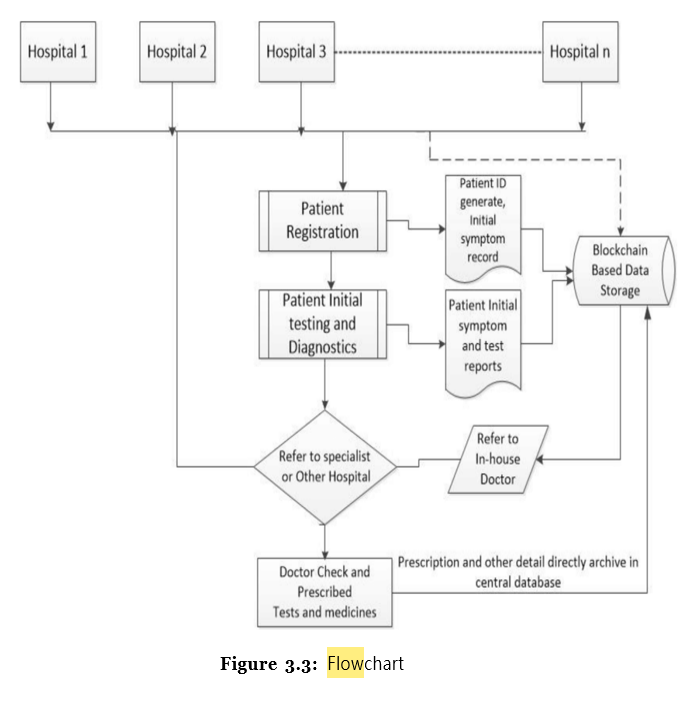 Hospital 1
Hospital 2
Hospital 3
Hospital n
Patient
Registration
Patient ID
generate,
Initial
symptom
record
Blockchain
Based Data
Storage
Patient Initial
testing and
Diagnostics
Patient Initial
symptom
and test
reports
Refer to specialist
or Other Hospital
Refer to
In-house
Doctor
Doctor Check and
Prescribed
Tests and medicines
Prescription and other detail directly archive in
central database
Figure 3.3: Flowchart